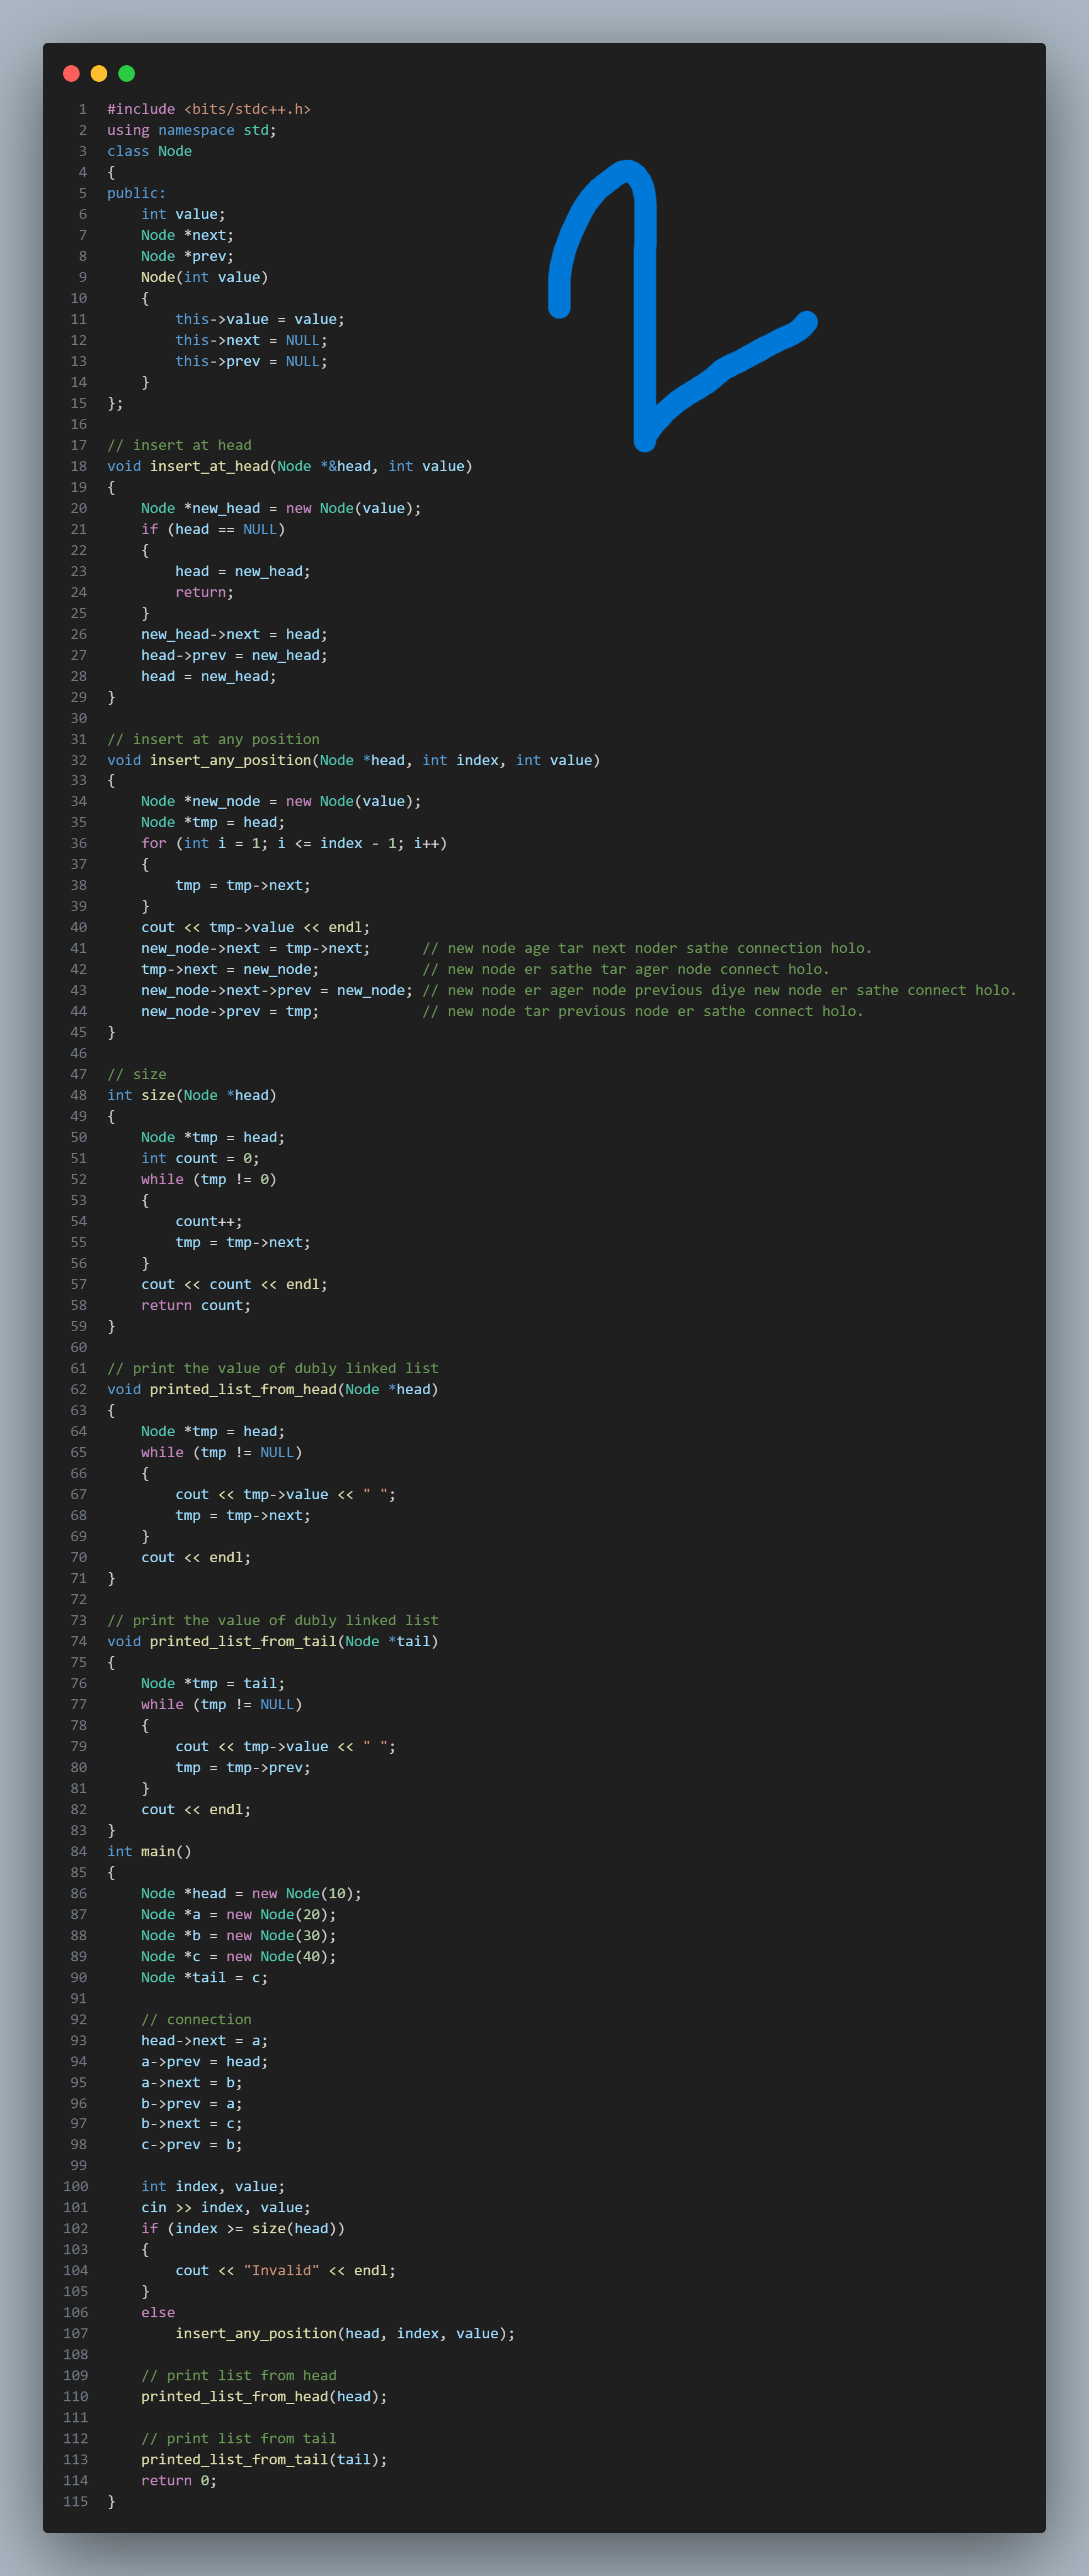 1 #include <bits/stdc++.h>
2 using namespace std;
3 class Node
4 {
5 public:
6     int value;
7     Node *next;
8     Node *prev;
9     Node(int value)
10     {
11         this->value = value;
12         this->next = NULL;
13         this->prev = NULL;
14     }
15 };
16
17 // insert at head
18 void insert_at_head(Node *&head, int value)
19 {
20     Node *new_head = new Node(value);
21     if (head == NULL)
22     {
23         head = new_head;
24         return;
25     }
26     new_head->next = head;
27     head->prev = new_head;
28     head = new_head;
29 }
30
31 // insert at any position
32 void insert_any_position(Node *head, int index, int value)
33 {
34     Node *new_node = new Node(value);
35     Node *tmp = head;
36     for (int i = 1; i <= index - 1; i++)
37     {
38         tmp = tmp->next;
39     }
40     cout << tmp->value << endl;
41     new_node->next = tmp->next;      // new node age tar next noder sathe connection holo.
42     tmp->next = new_node;            // new node er sathe tar ager node connect holo.
43     new_node->next->prev = new_node; // new node er ager node previous diye new node er sathe connect holo.
44     new_node->prev = tmp;            // new node tar previous node er sathe connect holo.
45 }
46
47 // size
48 int size(Node *head)
49 {
50     Node *tmp = head;
51     int count = 0;
52     while (tmp != 0)
53     {
54         count++;
55         tmp = tmp->next;
56     }
57     cout << count << endl;
58     return count;
59 }
60
61 // print the value of dubly linked list
62 void printed_list_from_head(Node *head)
63 {
64     Node *tmp = head;
65     while (tmp != NULL)
66     {
67         cout << tmp->value << " ";
68         tmp = tmp->next;
69     }
70     cout << endl;
71 }
72
73 // print the value of dubly linked list
74 void printed_list_from_tail(Node *tail)
75 {
76     Node *tmp = tail;
77     while (tmp != NULL)
78     {
79         cout << tmp->value << " ";
80         tmp = tmp->prev;
81     }
82     cout << endl;
83 }
84 int main()
85 {
86     Node *head = new Node(10);
87     Node *a = new Node(20);
88     Node *b = new Node(30);
89     Node *c = new Node(40);
90     Node *tail = c;
91
92     // connection
93     head->next = a;
94     a->prev = head;
95     a->next = b;
96     b->prev = a;
97     b->next = c;
98     c->prev = b;
99
100     int index, value;
101     cin >> index, value;
102     if (index >= size(head))
103     {
104         cout << "Invalid" << endl;
105     }
106     else
107         insert_any_position(head, index, value);
108
109     // print list from head
110     printed_list_from_head(head);
111
112     // print list from tail
113     printed_list_from_tail(tail);
114     return 0;
115 }
2